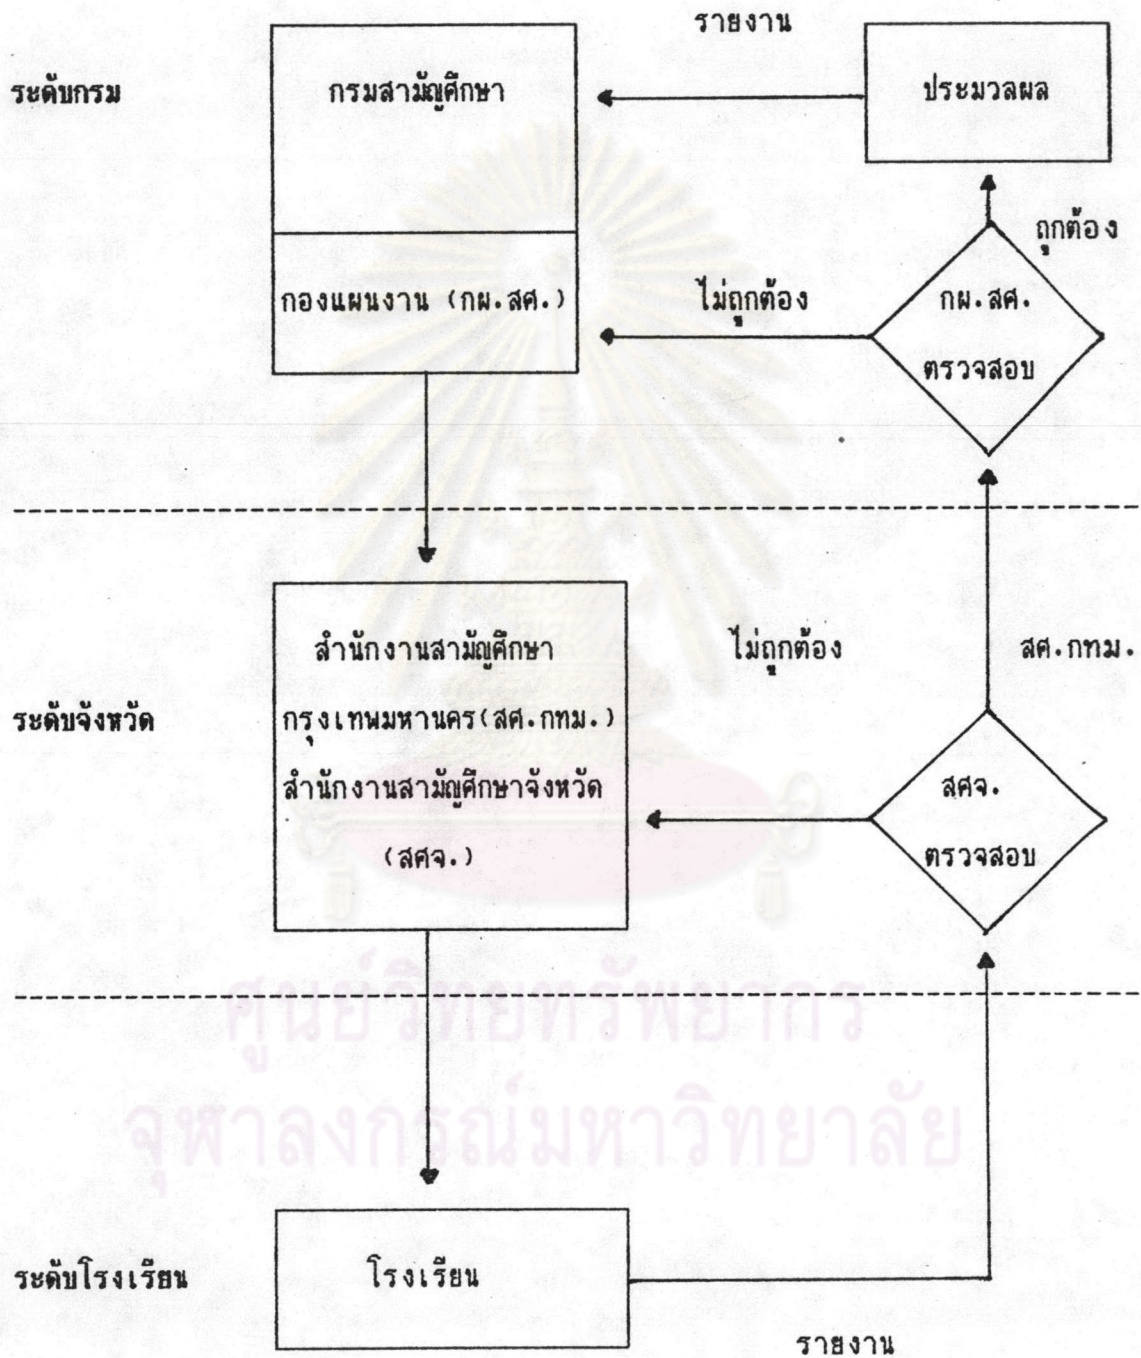 รายงาน
ระดับกรม
กรมสามัญศึกษา
ประมวลผล
ถูกต้อง
กองแผนงาน (กผ.สศ.)
ไม่ถูกต้อง
กผ.สศ.
ตรวจสอบ
สำนักงานสามัญศึกษา
ไม่ถูกต้อง
สศ.กทม.
ระดับจังหวัด
กรุงเทพมหานคร(สศ.กทม.)
สำนักงานสามัญศึกษาจังหวัด
(สศจ.)
สศจ.
ตรวจสอบ
ศูนย์วิทยทรัพยากร
จุฬาลงกรณ์มหาวิทยาลัย
ระดับโรงเรียน
โรงเรียน
รายงาน